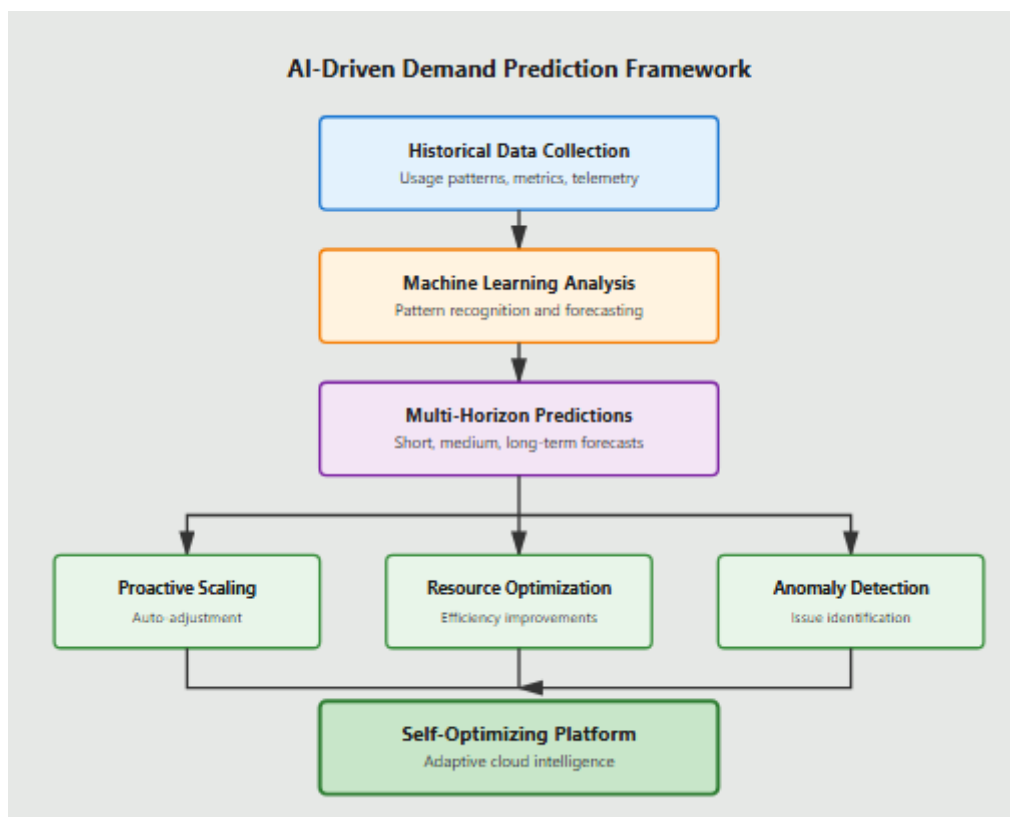 AI-Driven Demand Prediction Framework
Historical Data Collection
Usage patterns, metrics, telemetry
Machine Learning Analysis
Pattern recognition and forecasting
Multi-Horizon Predictions
Short, medium, long-term forecasts
Proactive Scaling
Auto-adjustment
Resource Optimization
Efficiency improvements
Anomaly Detection
Issue identification
Self-Optimizing Platform
Adaptive cloud intelligence